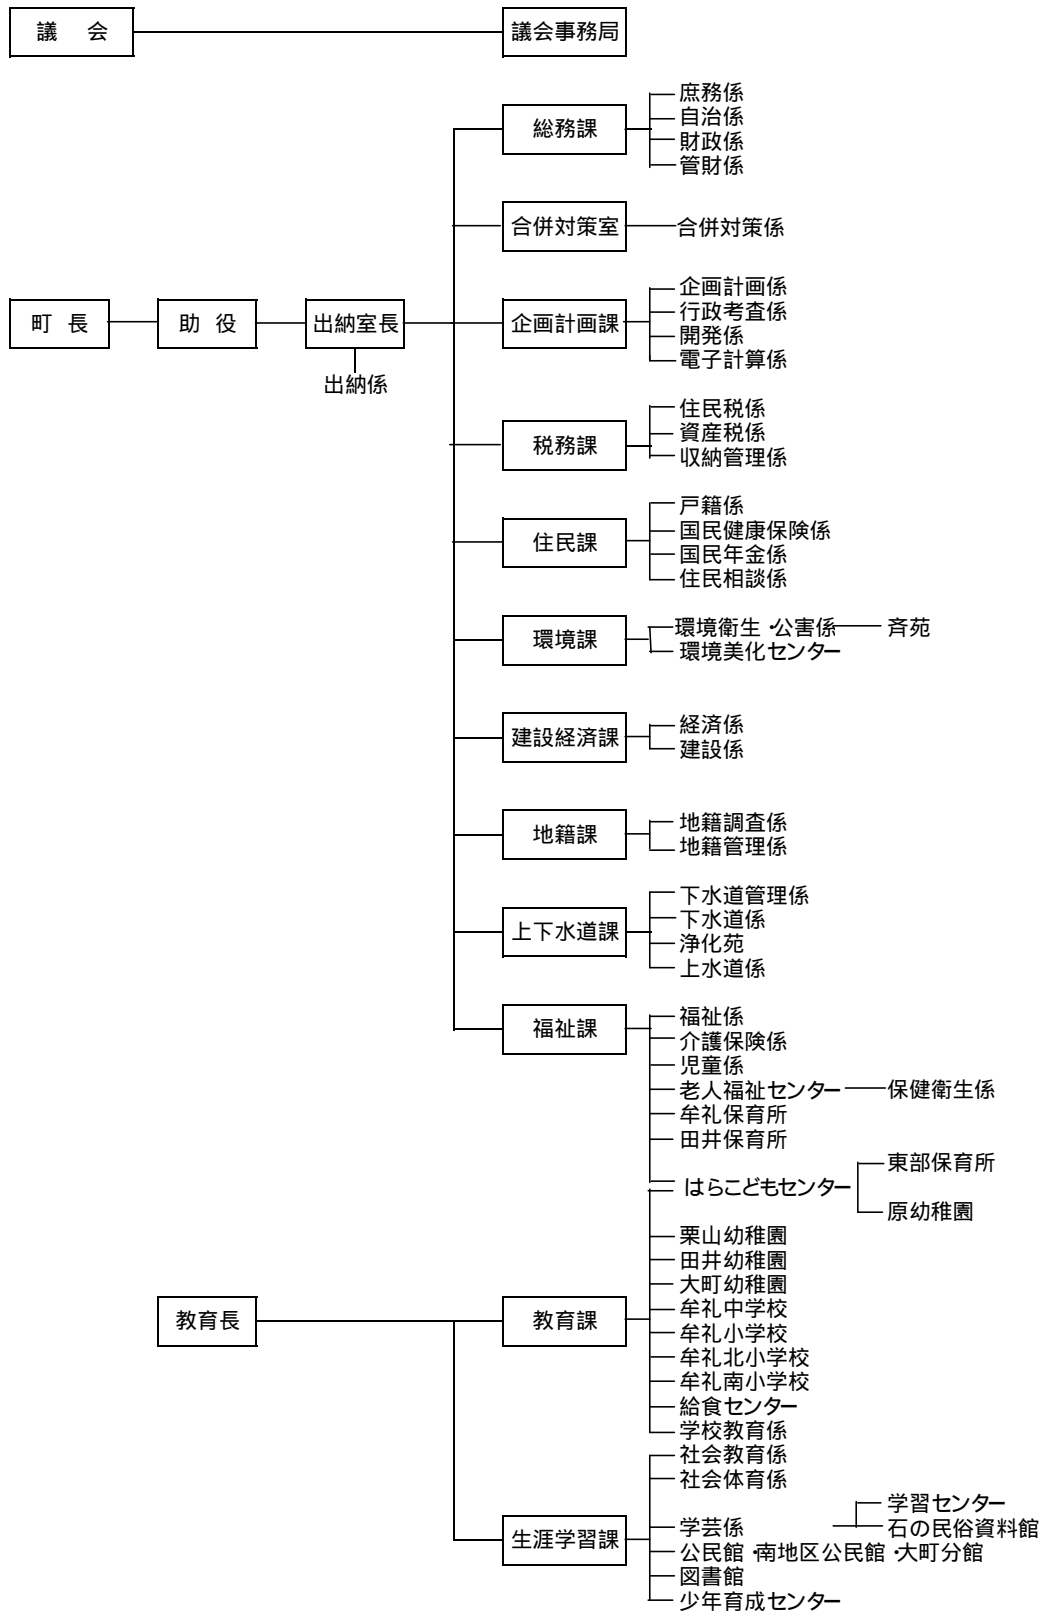 議 会
議会事務局
総務課
庶務係
自治係
財政係
管財係
合併対策室
合併対策係
町 長
助 役
出納室長
出納係
企画計画課
企画計画係
行政考査係
開発係
電子計算係
税務課
住民税係
資産税係
収納管理係
住民課
戸籍係
国民健康保険係
国民年金係
住民相談係
環境課
環境衛生・公害係
斉苑
環境美化センター
建設経済課
経済係
建設係
地籍課
地籍調査係
地籍管理係
上下水道課
下水道管理係
下水道係
浄化苑
上水道係
福祉課
福祉係
介護保険係
児童係
老人福祉センター
保健衛生係
牟礼保育所
田井保育所
はらこどもセンター
東部保育所
原幼稚園
教育長
教育課
栗山幼稚園
田井幼稚園
大町幼稚園
牟礼中学校
牟礼小学校
牟礼北小学校
牟礼南小学校
給食センター
学校教育係
生涯学習課
社会教育係
社会体育係
学芸係
学習センター
石の民俗資料館
公民館・南地区公民館・大町分館
図書館
少年育成センター